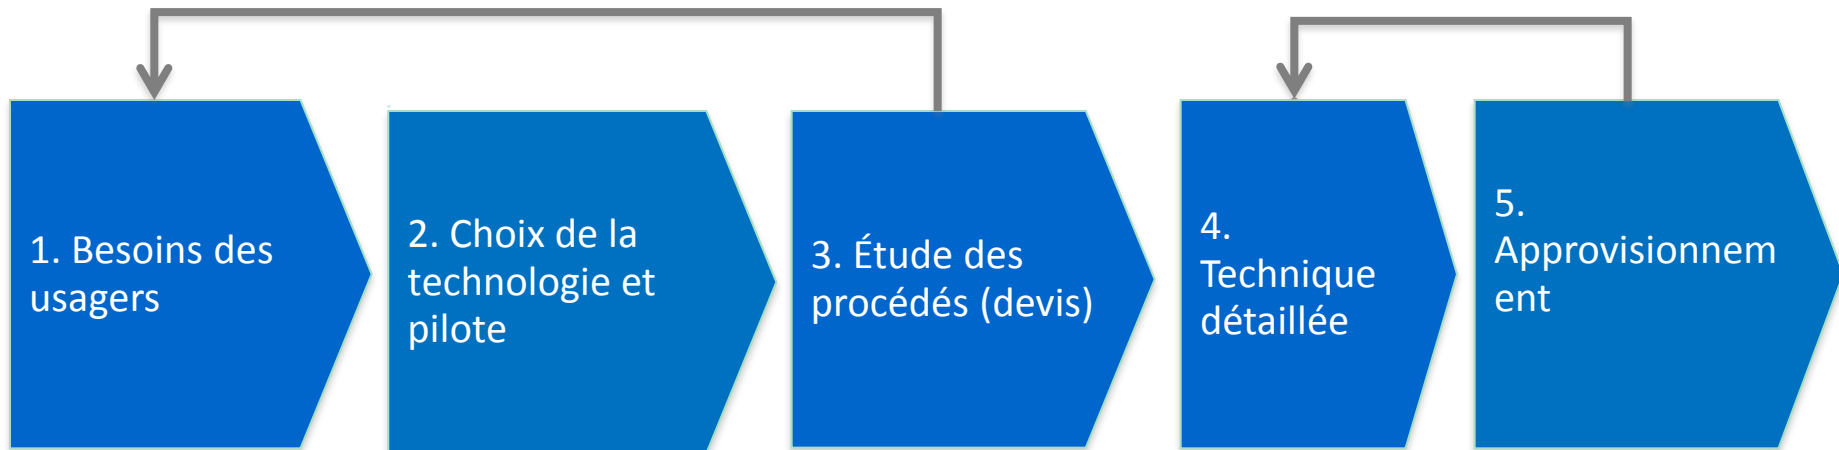 1. Besoins des
usagers
2. Choix de la
technologie et
pilote
3. Étude des
procédés (devis)
4.
Technique
détaillée
5.
Approvisionnem
ent